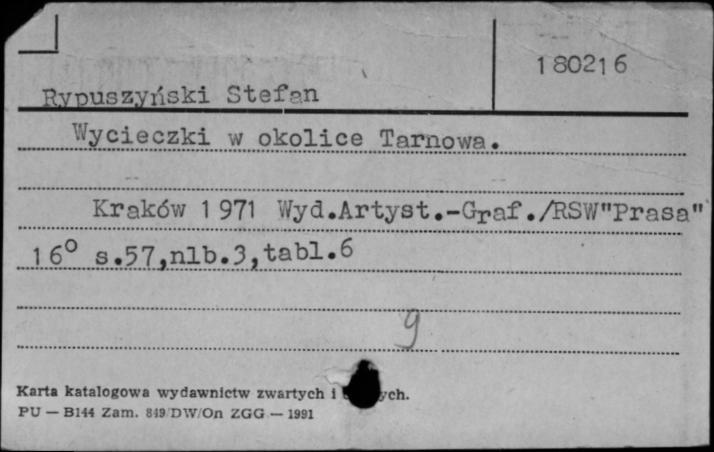 180216
Rypuszyński Stefan
Wycieczki w okolice Tarnowa.
Kraków 1971 Wyd.Artyst.-Graf./RSW"Prasa"
16° s.57,nlb.3,tabl.6
9
Karta katalogowa wydawnictw zwartych i
PU — B144 Zam. 849/DW/On ZGG — 1991